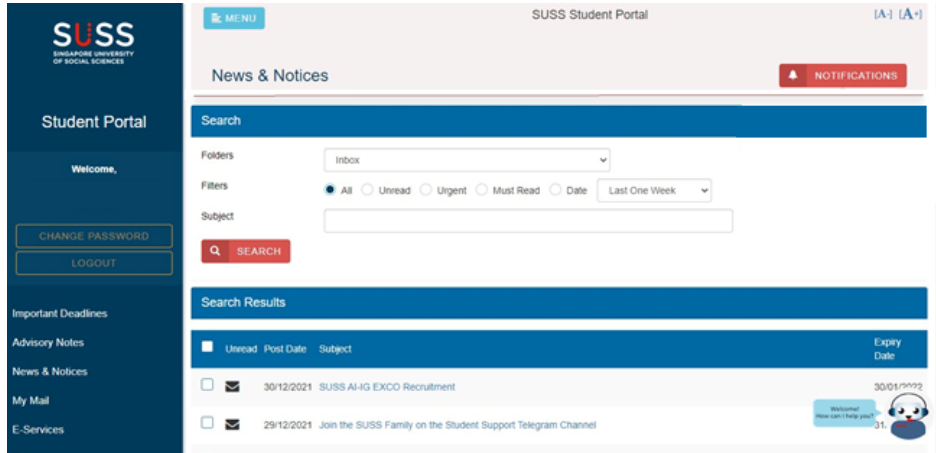 SUSS
SINGAPORE UNIVERSITY
OF SOCIAL SCIENCES
Student Portal
Welcome,
CHANGE PASSWORD
LOGOUT
Important Deadlines
Advisory Notes
News & Notices
My Mail
E-Services
MENU
SUSS Student Portal
[A-] [A+]
News & Notices
NOTIFICATIONS
Search
Folders Inbox
Filters All Unread Urgent Must Read Date Last One Week
Subject
SEARCH
Search Results
Unread Post Date Subject Expiry
Date
30/12/2021 SUSS AI-IG EXCO Recruitment 30/01/2022
29/12/2021 Join the SUSS Family on the Student Support Telegram Channel 31.
Welcome!
How can I help you?